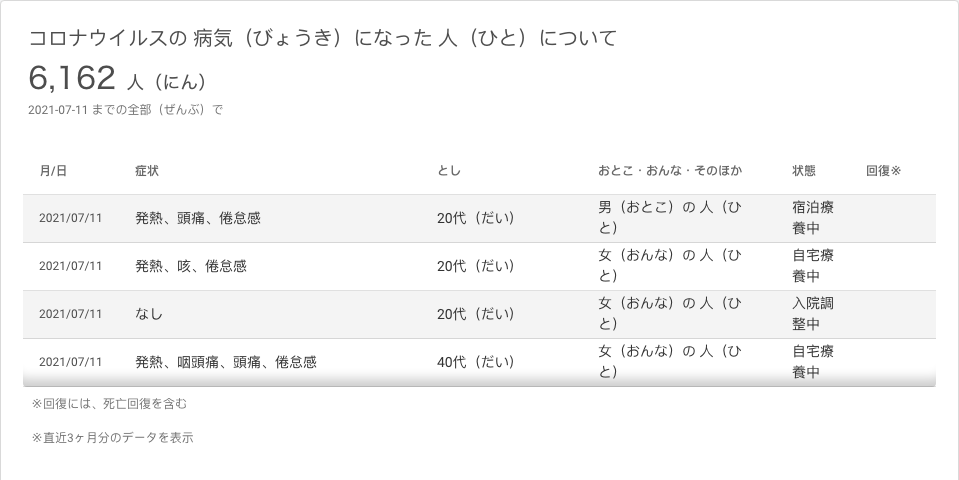 コロナウイルスの 病気（びょうき）になった 人（ひと）について
6,162 人（にん）
2021-07-11 までの全部（ぜんぶ）で
月/日 症状 とし おとこ・おんな・そのほか 状態 回復※
2021/07/11 発熱、頭痛、倦怠感 20代（だい） 男（おとこ）の 人（ひ 宿泊療
と） 養中
2021/07/11 発熱、咳、倦怠感 20代（だい） 女（おんな）の 人（ひ 自宅療
と） 養中
2021/07/11 なし 20代（だい） 女（おんな）の 人（ひ 入院調
と） 整中
2021/07/11 発熱、咽頭痛、頭痛、倦怠感 40代（だい） 女（おんな）の 人（ひ 自宅療
と） 養中
※回復には、死亡回復を含む
※直近3ヶ月分のデータを表示